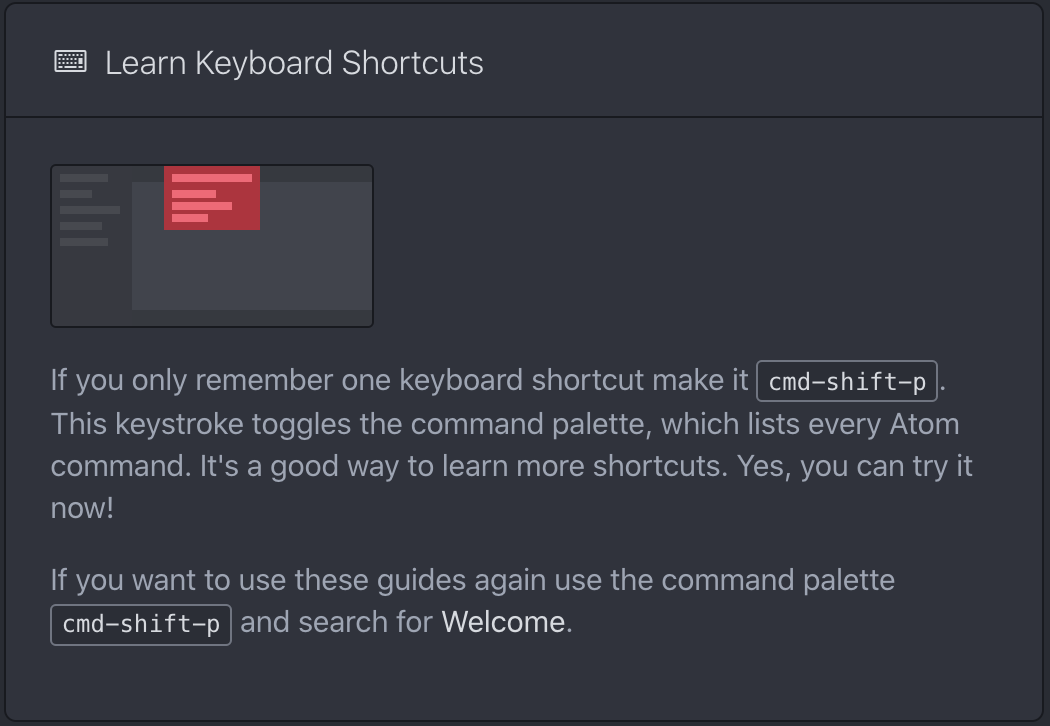 Learn Keyboard Shortcuts
If you only remember one keyboard shortcut make it cmd-shift-p.
This keystroke toggles the command palette, which lists every Atom
command. It's a good way to learn more shortcuts. Yes, you can try it
now!
If you want to use these guides again use the command palette
cmd-shift-p and search for Welcome.